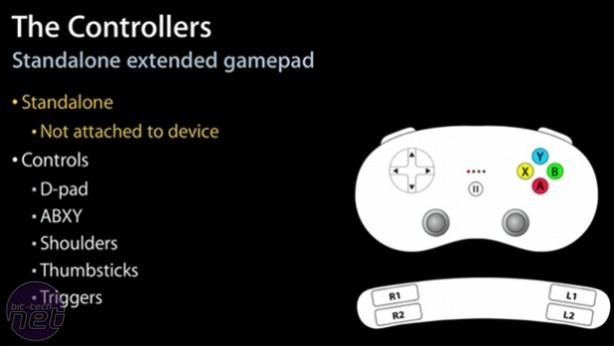 The Controllers
Standalone extended gamepad
• Standalone
• Not attached to device
• Controls
• D-pad
• ABXY
• Shoulders
• Thumbsticks
• Triggers
Y
X B
A
R1 L1
R2 L2
bit-tech
net